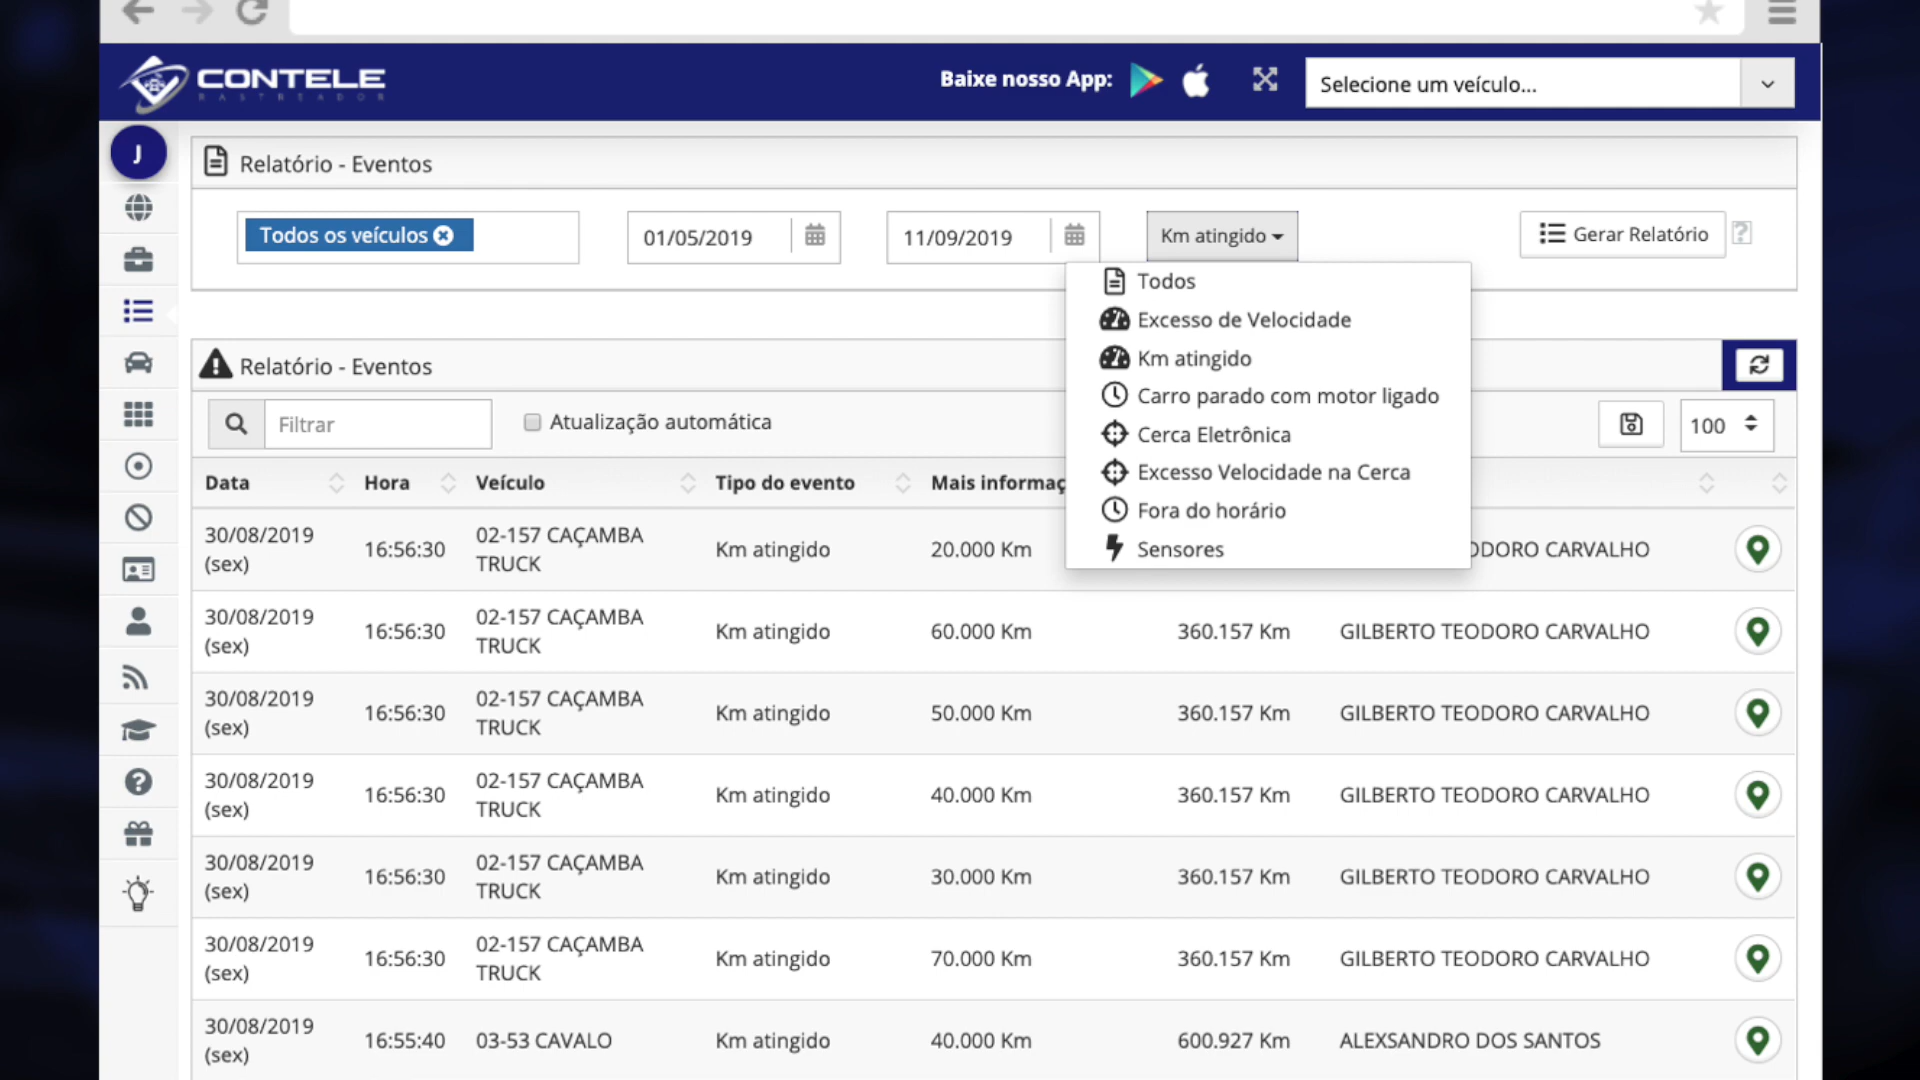 CONTELE
RASTREADOR
Baixe nosso App:
Selecione um veículo...
J
Relatório - Eventos
Todos os veículos
01/05/2019
11/09/2019
Km atingido
Gerar Relatório
?
Todos
Excesso de Velocidade
Km atingido
Carro parado com motor ligado
Cerca Eletrônica
Excesso Velocidade na Cerca
Fora do horário
Sensores
Relatório - Eventos
Filtrar
Atualização automática
100
Data Hora Veículo Tipo do evento Mais informaç
30/08/2019 (sex) 16:56:30 02-157 CAÇAMBA TRUCK Km atingido 20.000 Km ODORO CARVALHO
30/08/2019 (sex) 16:56:30 02-157 CAÇAMBA TRUCK Km atingido 60.000 Km 360.157 Km GILBERTO TEODORO CARVALHO
30/08/2019 (sex) 16:56:30 02-157 CAÇAMBA TRUCK Km atingido 50.000 Km 360.157 Km GILBERTO TEODORO CARVALHO
30/08/2019 (sex) 16:56:30 02-157 CAÇAMBA TRUCK Km atingido 40.000 Km 360.157 Km GILBERTO TEODORO CARVALHO
30/08/2019 (sex) 16:56:30 02-157 CAÇAMBA TRUCK Km atingido 30.000 Km 360.157 Km GILBERTO TEODORO CARVALHO
30/08/2019 (sex) 16:56:30 02-157 CAÇAMBA TRUCK Km atingido 70.000 Km 360.157 Km GILBERTO TEODORO CARVALHO
30/08/2019 (sex) 16:55:40 03-53 CAVALO Km atingido 40.000 Km 600.927 Km ALEXSANDRO DOS SANTOS